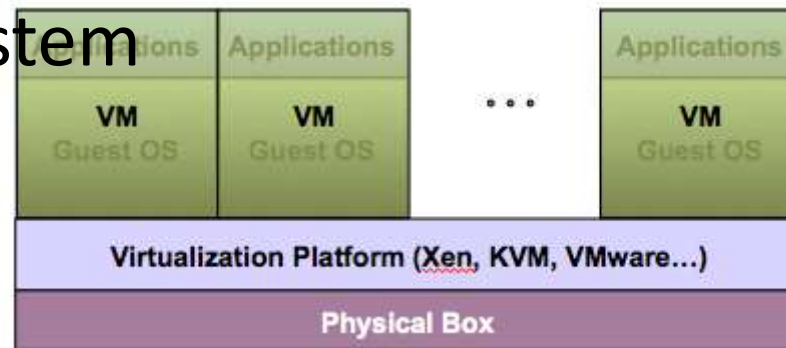 stem
Applications Applications Applications
VM VM ... VM
Guest OS Guest OS Guest OS
Virtualization Platform (Xen, KVM, VMware...)
Physical Box